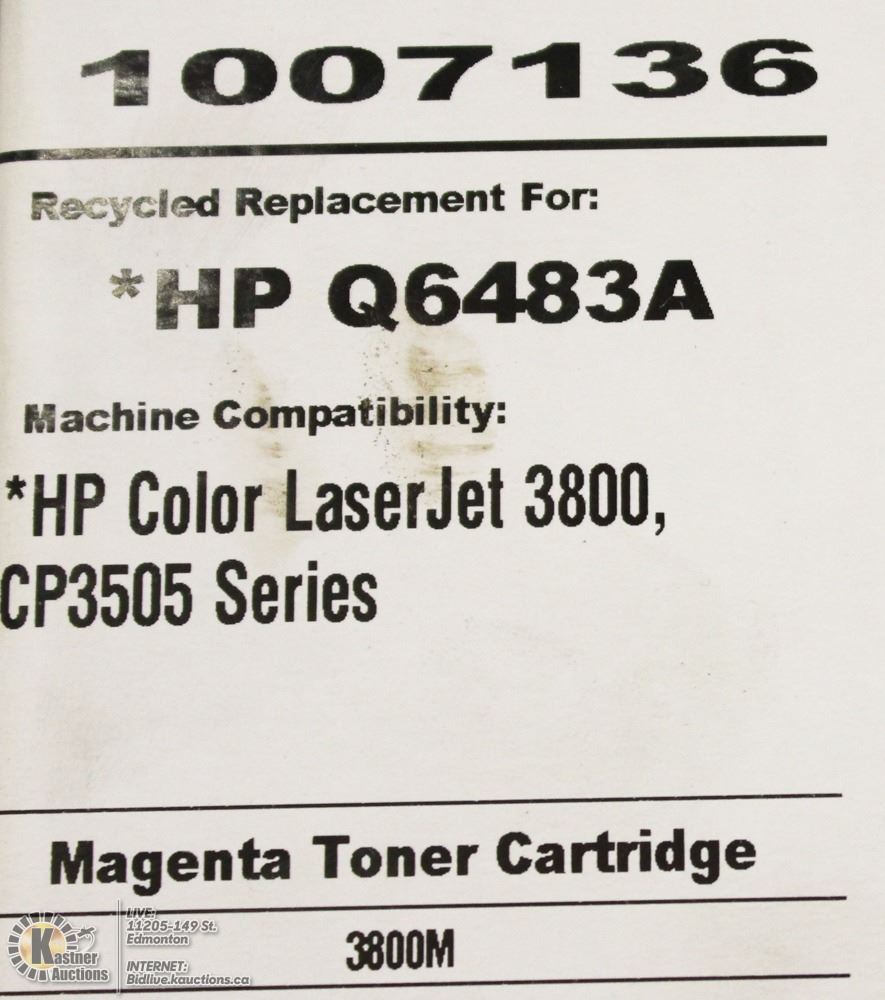 1007136
Recycled Replacement For:
*HP Q6483A
Machine Compatibility:
*HP Color LaserJet 3800,
CP3505 Series
Magenta Toner Cartridge
3800M
Kastner
Auctions
LIVE:
11205-149 St.
Edmonton
INTERNET:
Bidlive.kauctions.ca